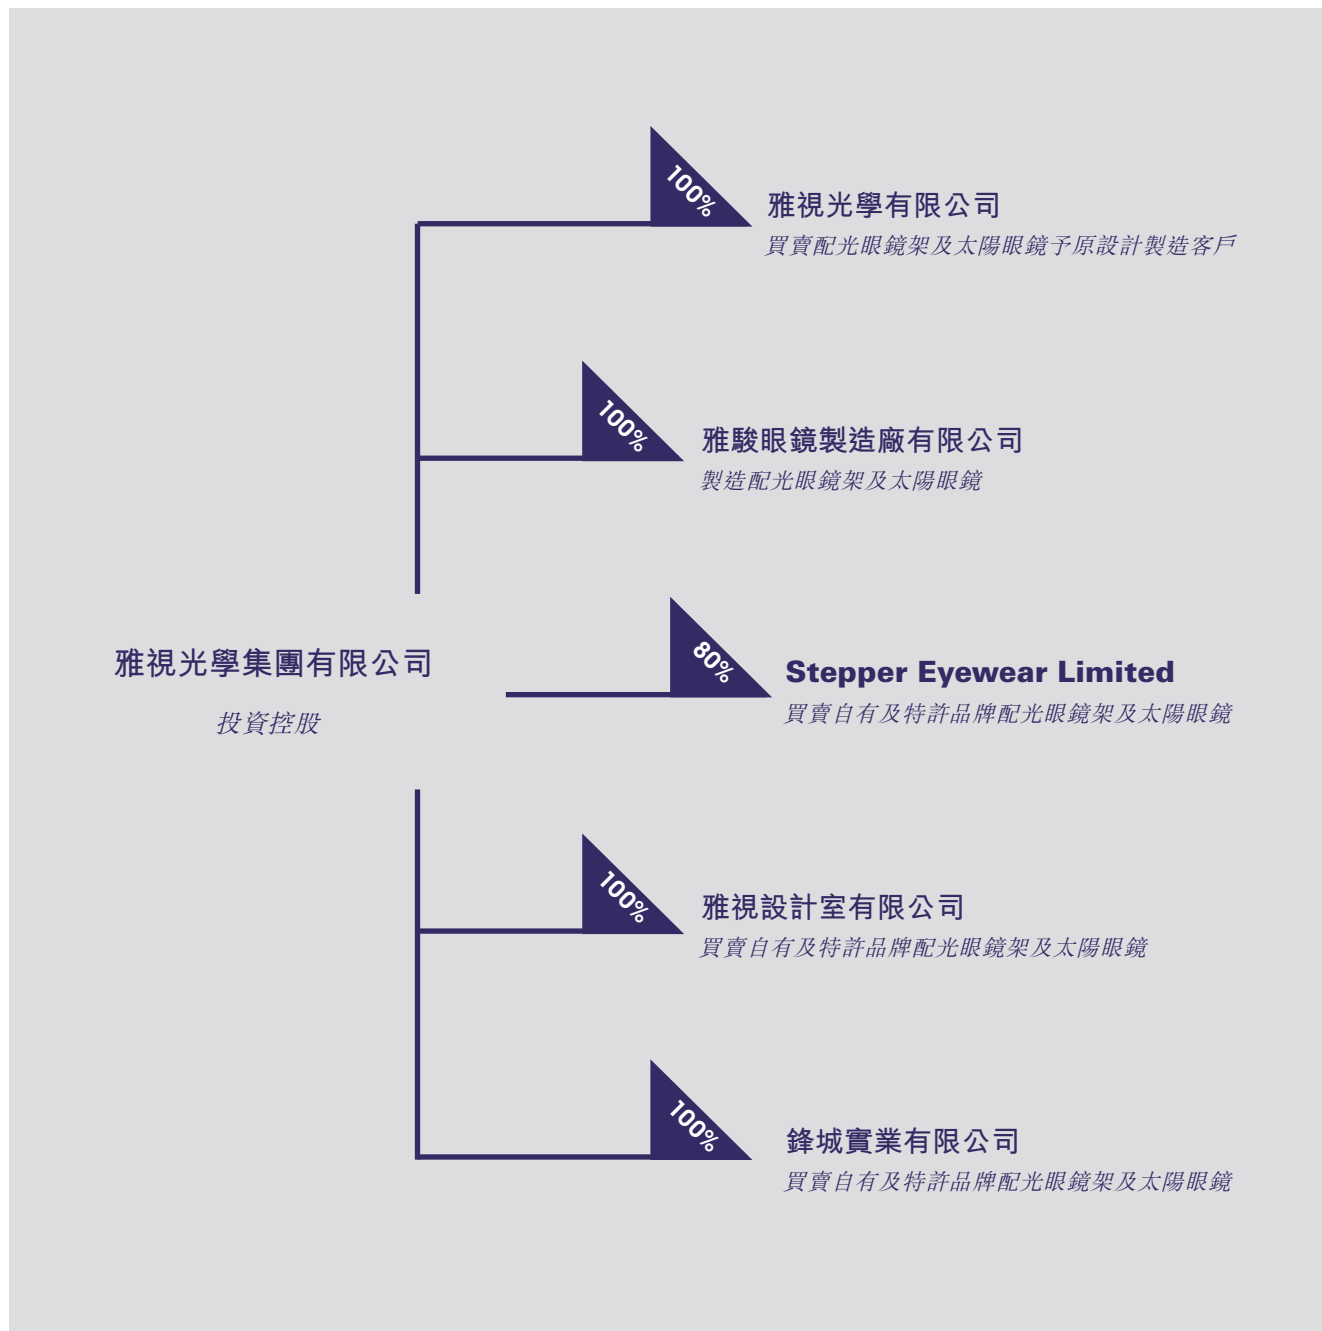 100%
雅視光學有限公司
買賣配光眼鏡架及太陽眼鏡予原設計製造客戶
100%
雅駿眼鏡製造廠有限公司
製造配光眼鏡架及太陽眼鏡
雅視光學集團有限公司
投資控股
80%
Stepper Eyewear Limited
買賣自有及特許品牌配光眼鏡架及太陽眼鏡
100%
雅視設計室有限公司
買賣自有及特許品牌配光眼鏡架及太陽眼鏡
100%
鋒城實業有限公司
買賣自有及特許品牌配光眼鏡架及太陽眼鏡